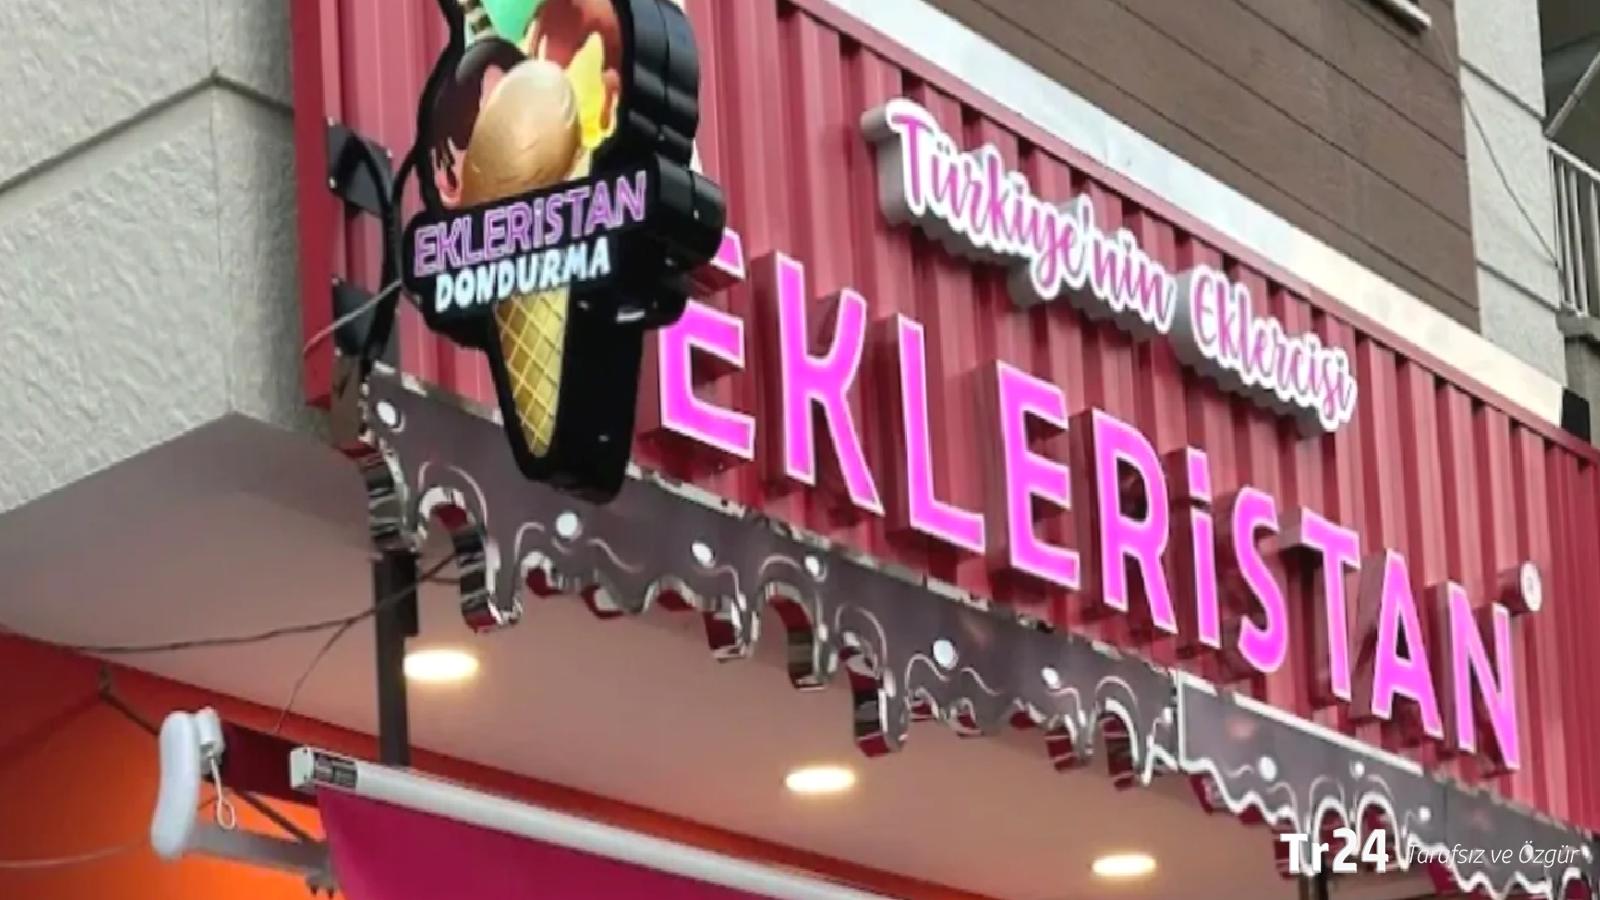 EKLERİSTAN
DONDURMA
Türkiye'nin Eklercisi
EKLERİSTAN
Tr24 Tarafsız ve Özgür